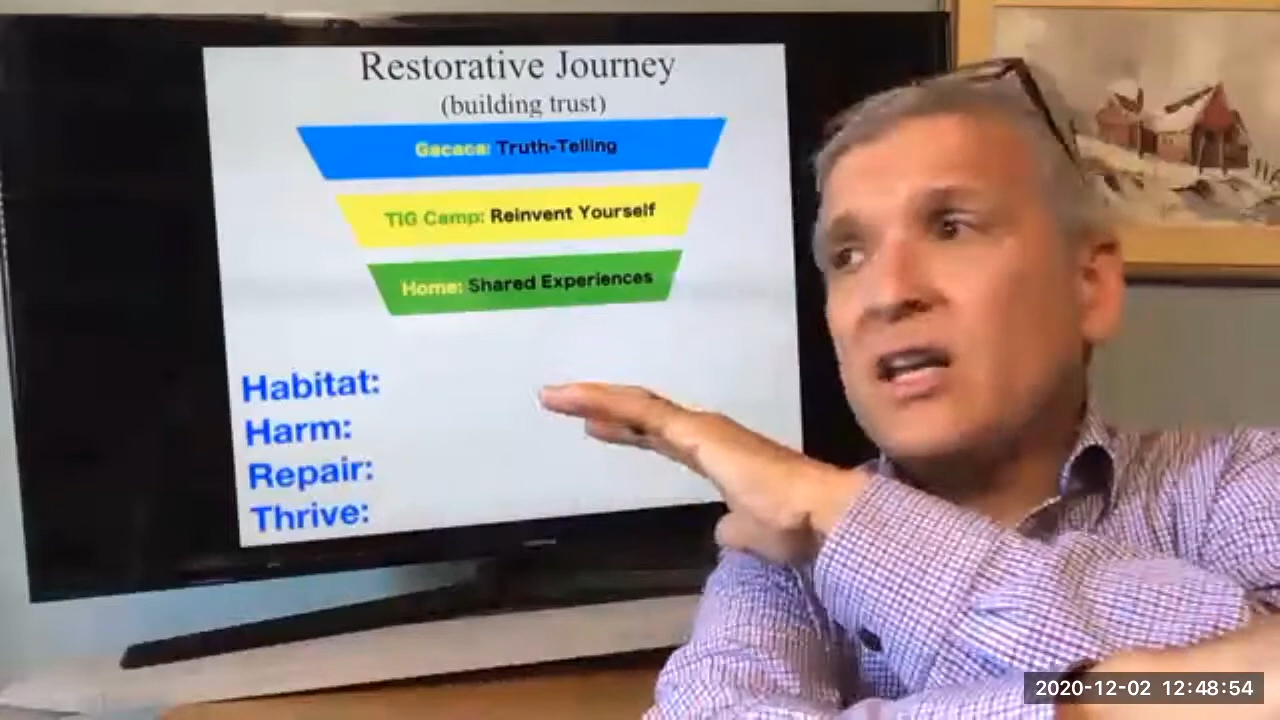 Restorative Journey
(building trust)
Gacaca: Truth-Telling
TIG Camp: Reinvent Yourself
Home: Shared Experiences
Habitat:
Harm:
Repair:
Thrive:
2020-12-02 12:48:54